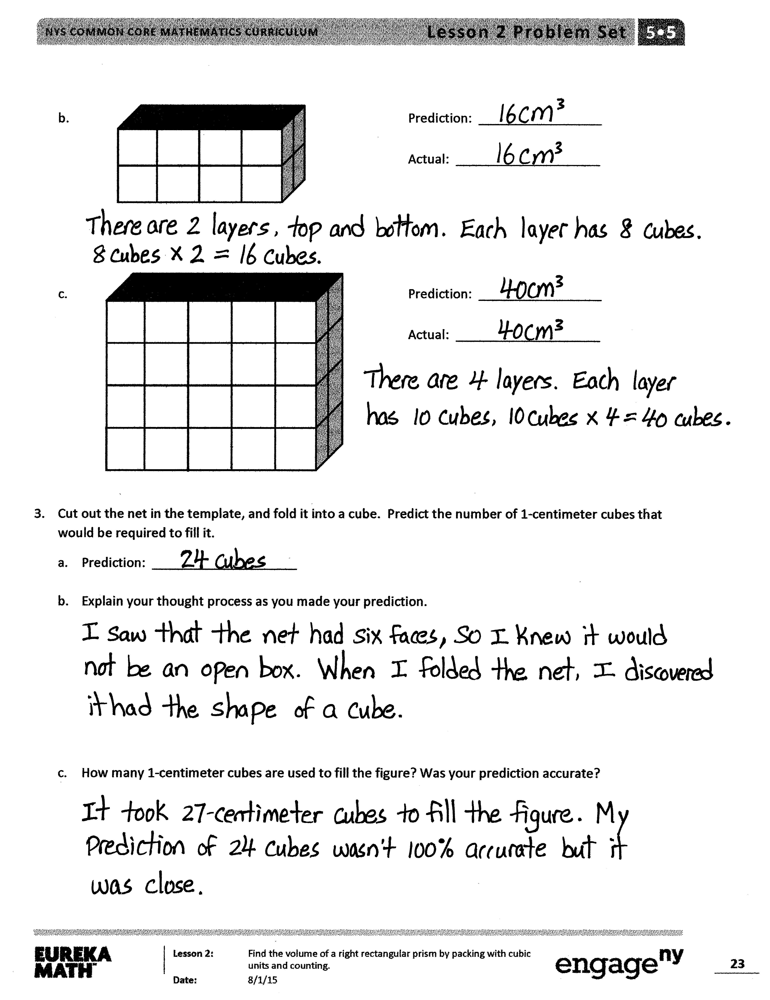 NYS COMMON CORE MATHEMATICS CURRICULUM Lesson 2 Problem Set 5•5
b. Prediction: 16cm³
Actual: 16cm³
There are 2 layers, top and bottom. Each layer has 8 cubes.
8 cubes x 2 = 16 cubes.
c. Prediction: 40cm³
Actual: 40cm³
There are 4 layers. Each layer
has 10 cubes, 10 cubes x 4 = 40 cubes.
3. Cut out the net in the template, and fold it into a cube. Predict the number of 1-centimeter cubes that
would be required to fill it.
a. Prediction: 24 cubes
b. Explain your thought process as you made your prediction.
I saw that the net had six faces, so I knew it would
not be an open box. When I folded the net, I discovered
it had the shape of a cube.
c. How many 1-centimeter cubes are used to fill the figure? Was your prediction accurate?
It took 27-centimeter cubes to fill the figure. My
Prediction of 24 cubes wasn't 100% accurate but it
was close.
EUREKA
MATH™
Lesson 2: Find the volume of a right rectangular prism by packing with cubic
units and counting.
Date: 8/1/15
engage ny
23